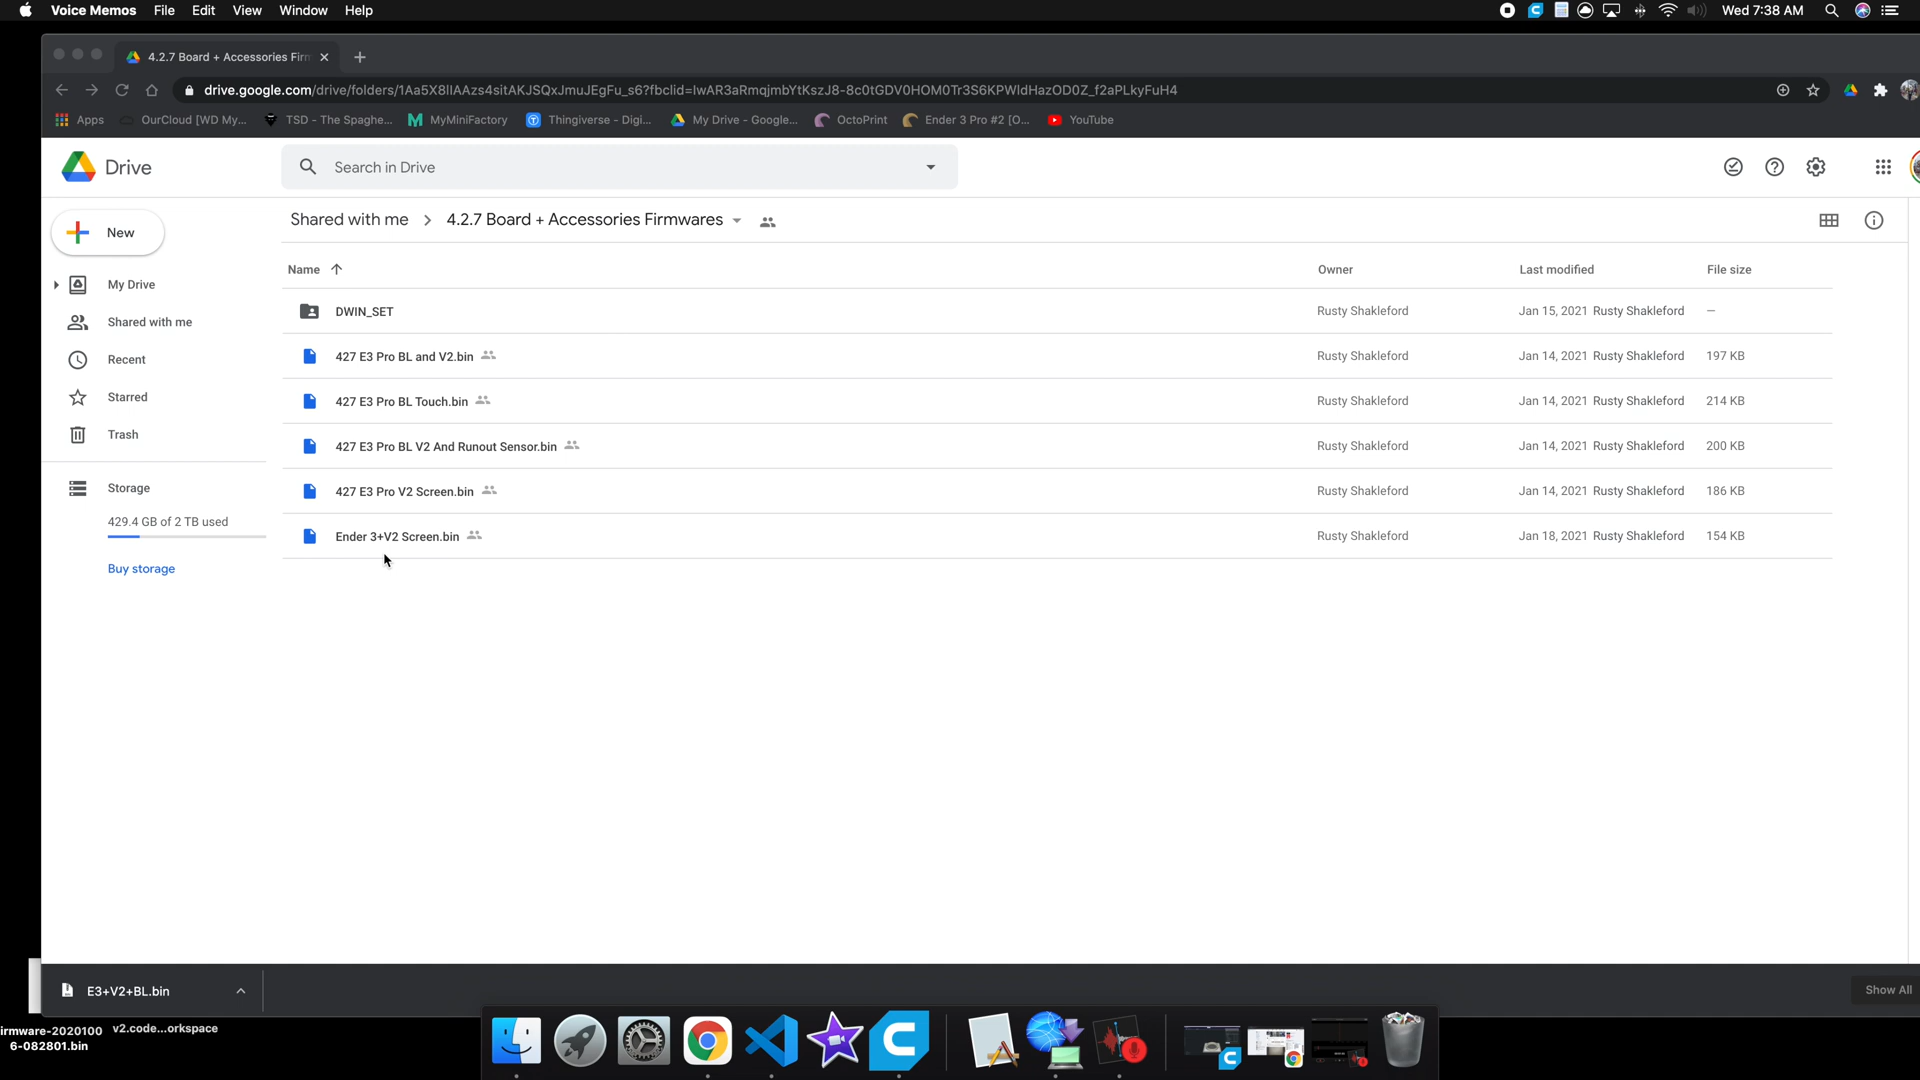 Voice Memos File Edit View Window Help Wed 7:38 AM
4.2.7 Board + Accessories Firm
drive.google.com/drive/folders/1Aa5X8IIAAzs4sitAKJSQxJmuJEgFu_s6?fbclid=IwAR3aRmqjmbYtKszJ8-8c0tGDV0HOM0Tr3S6KPWldHazOD0Z_f2aPLkyFuH4
Apps OurCloud [WD My... TSD - The Spaghe... MyMiniFactory Thingiverse - Digi... My Drive - Google... OctoPrint Ender 3 Pro #2 [O... YouTube
Drive Search in Drive
New
Shared with me > 4.2.7 Board + Accessories Firmwares
My Drive
Shared with me
Recent
Starred
Trash
Storage
429.4 GB of 2 TB used
Buy storage
Name Owner Last modified File size
DWIN_SET Rusty Shakleford Jan 15, 2021 Rusty Shakleford —
427 E3 Pro BL and V2.bin Rusty Shakleford Jan 14, 2021 Rusty Shakleford 197 KB
427 E3 Pro BL Touch.bin Rusty Shakleford Jan 14, 2021 Rusty Shakleford 214 KB
427 E3 Pro BL V2 And Runout Sensor.bin Rusty Shakleford Jan 14, 2021 Rusty Shakleford 200 KB
427 E3 Pro V2 Screen.bin Rusty Shakleford Jan 14, 2021 Rusty Shakleford 186 KB
Ender 3+V2 Screen.bin Rusty Shakleford Jan 18, 2021 Rusty Shakleford 154 KB
E3+V2+BL.bin Show All
irmware-2020100 v2.code...orkspace
6-082801.bin